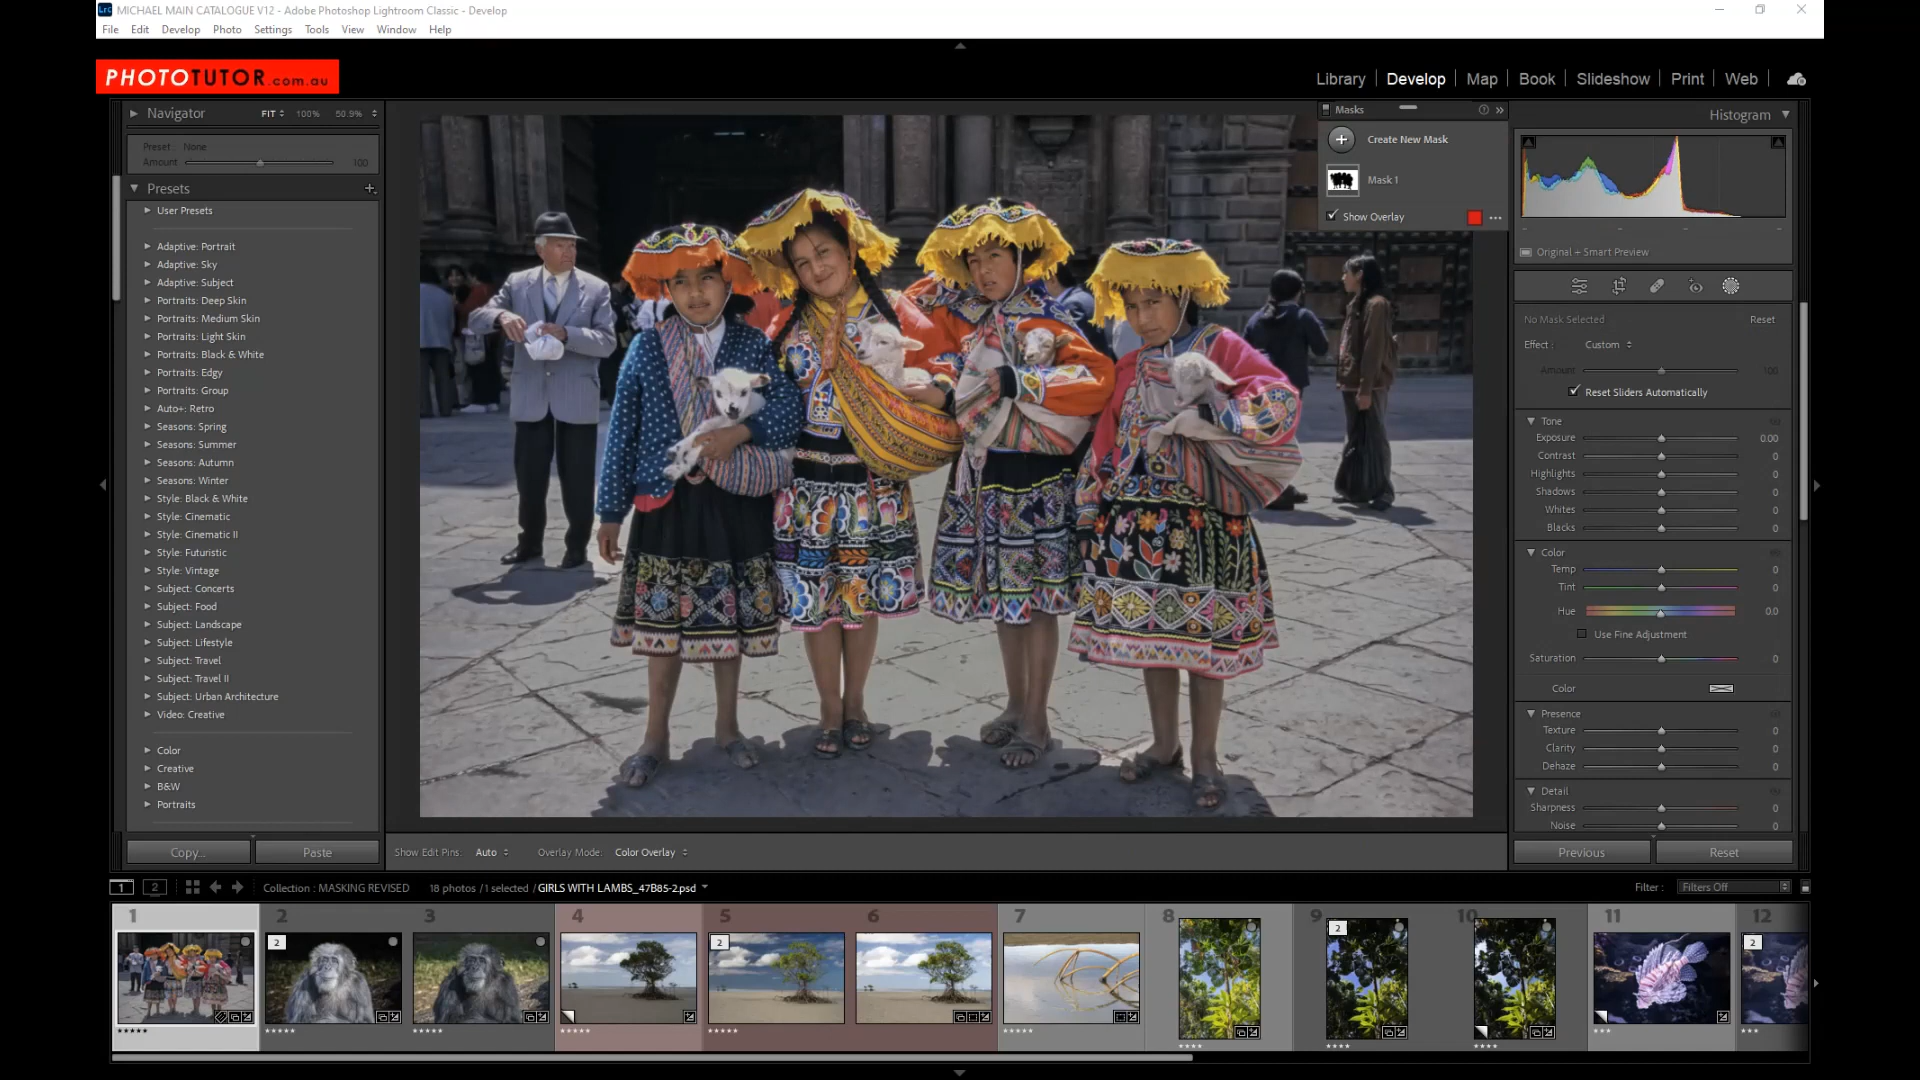 MICHAEL MAIN CATALOGUE V12 - Adobe Photoshop Lightroom Classic - Develop
File Edit Develop Photo Settings Tools View Window Help
PHOTOTUTOR.com.au
Library Develop Map Book Slideshow Print Web
Navigator FIT 100% 50.9%
Preset: None
Amount 100
Presets
User Presets
Adaptive: Portrait
Adaptive: Sky
Adaptive: Subject
Portraits: Deep Skin
Portraits: Medium Skin
Portraits: Light Skin
Portraits: Black & White
Portraits: Edgy
Portraits: Group
Auto+: Retro
Seasons: Spring
Seasons: Summer
Seasons: Autumn
Seasons: Winter
Style: Black & White
Style: Cinematic
Style: Cinematic II
Style: Futuristic
Style: Vintage
Subject: Concerts
Subject: Food
Subject: Landscape
Subject: Lifestyle
Subject: Travel
Subject: Travel II
Subject: Urban Architecture
Video: Creative
Color
Creative
B&W
Portraits
Copy... Paste
Masks
Create New Mask
Mask 1
Show Overlay
Show Edit Pins: Auto Overlay Mode: Color Overlay
Histogram
Original + Smart Preview
No Mask Selected Reset
Effect: Custom
Amount 100
Reset Sliders Automatically
Tone
Exposure 0.00
Contrast 0
Highlights 0
Shadows 0
Whites 0
Blacks 0
Color
Temp 0
Tint 0
Hue 0.0
Use Fine Adjustment
Saturation 0
Color
Presence
Texture 0
Clarity 0
Dehaze 0
Detail
Sharpness 0
Noise 0
Previous Reset
1 2 Collection : MASKING REVISED 18 photos / 1 selected / GIRLS WITH LAMBS_47B85-2.psd Filter : Filters Off
1 2 3 4 5 6 7 8 9 10 11 12
2 2 2 2